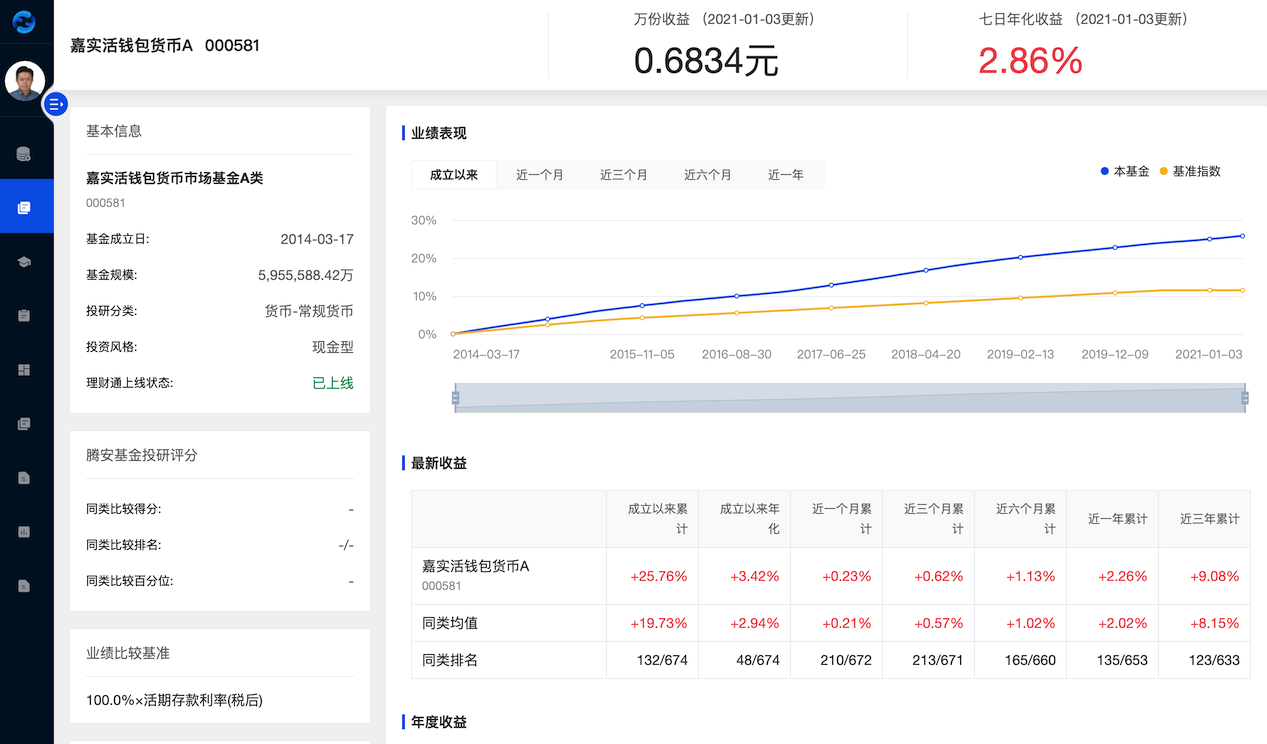 嘉实活钱包货币A 000581
万份收益 （2021-01-03更新）
0.6834元
七日年化收益 （2021-01-03更新）
2.86%
基本信息
嘉实活钱包货币市场基金A类
000581
基金成立日: 2014-03-17
基金规模: 5,955,588.42万
投研分类: 货币-常规货币
投资风格: 现金型
理财通上线状态: 已上线
腾安基金投研评分
同类比较得分: -
同类比较排名: -/-
同类比较百分位: -
业绩比较基准
100.0%×活期存款利率(税后)
业绩表现
成立以来 近一个月 近三个月 近六个月 近一年
本基金 基准指数
30%
20%
10%
0%
2014-03-17 2015-11-05 2016-08-30 2017-06-25 2018-04-20 2019-02-13 2019-12-09 2021-01-03
最新收益
成立以来累计 成立以来年化 近一个月累计 近三个月累计 近六个月累计 近一年累计 近三年累计
嘉实活钱包货币A
000581
+25.76% +3.42% +0.23% +0.62% +1.13% +2.26% +9.08%
同类均值 +19.73% +2.94% +0.21% +0.57% +1.02% +2.02% +8.15%
同类排名 132/674 48/674 210/672 213/671 165/660 135/653 123/633
年度收益